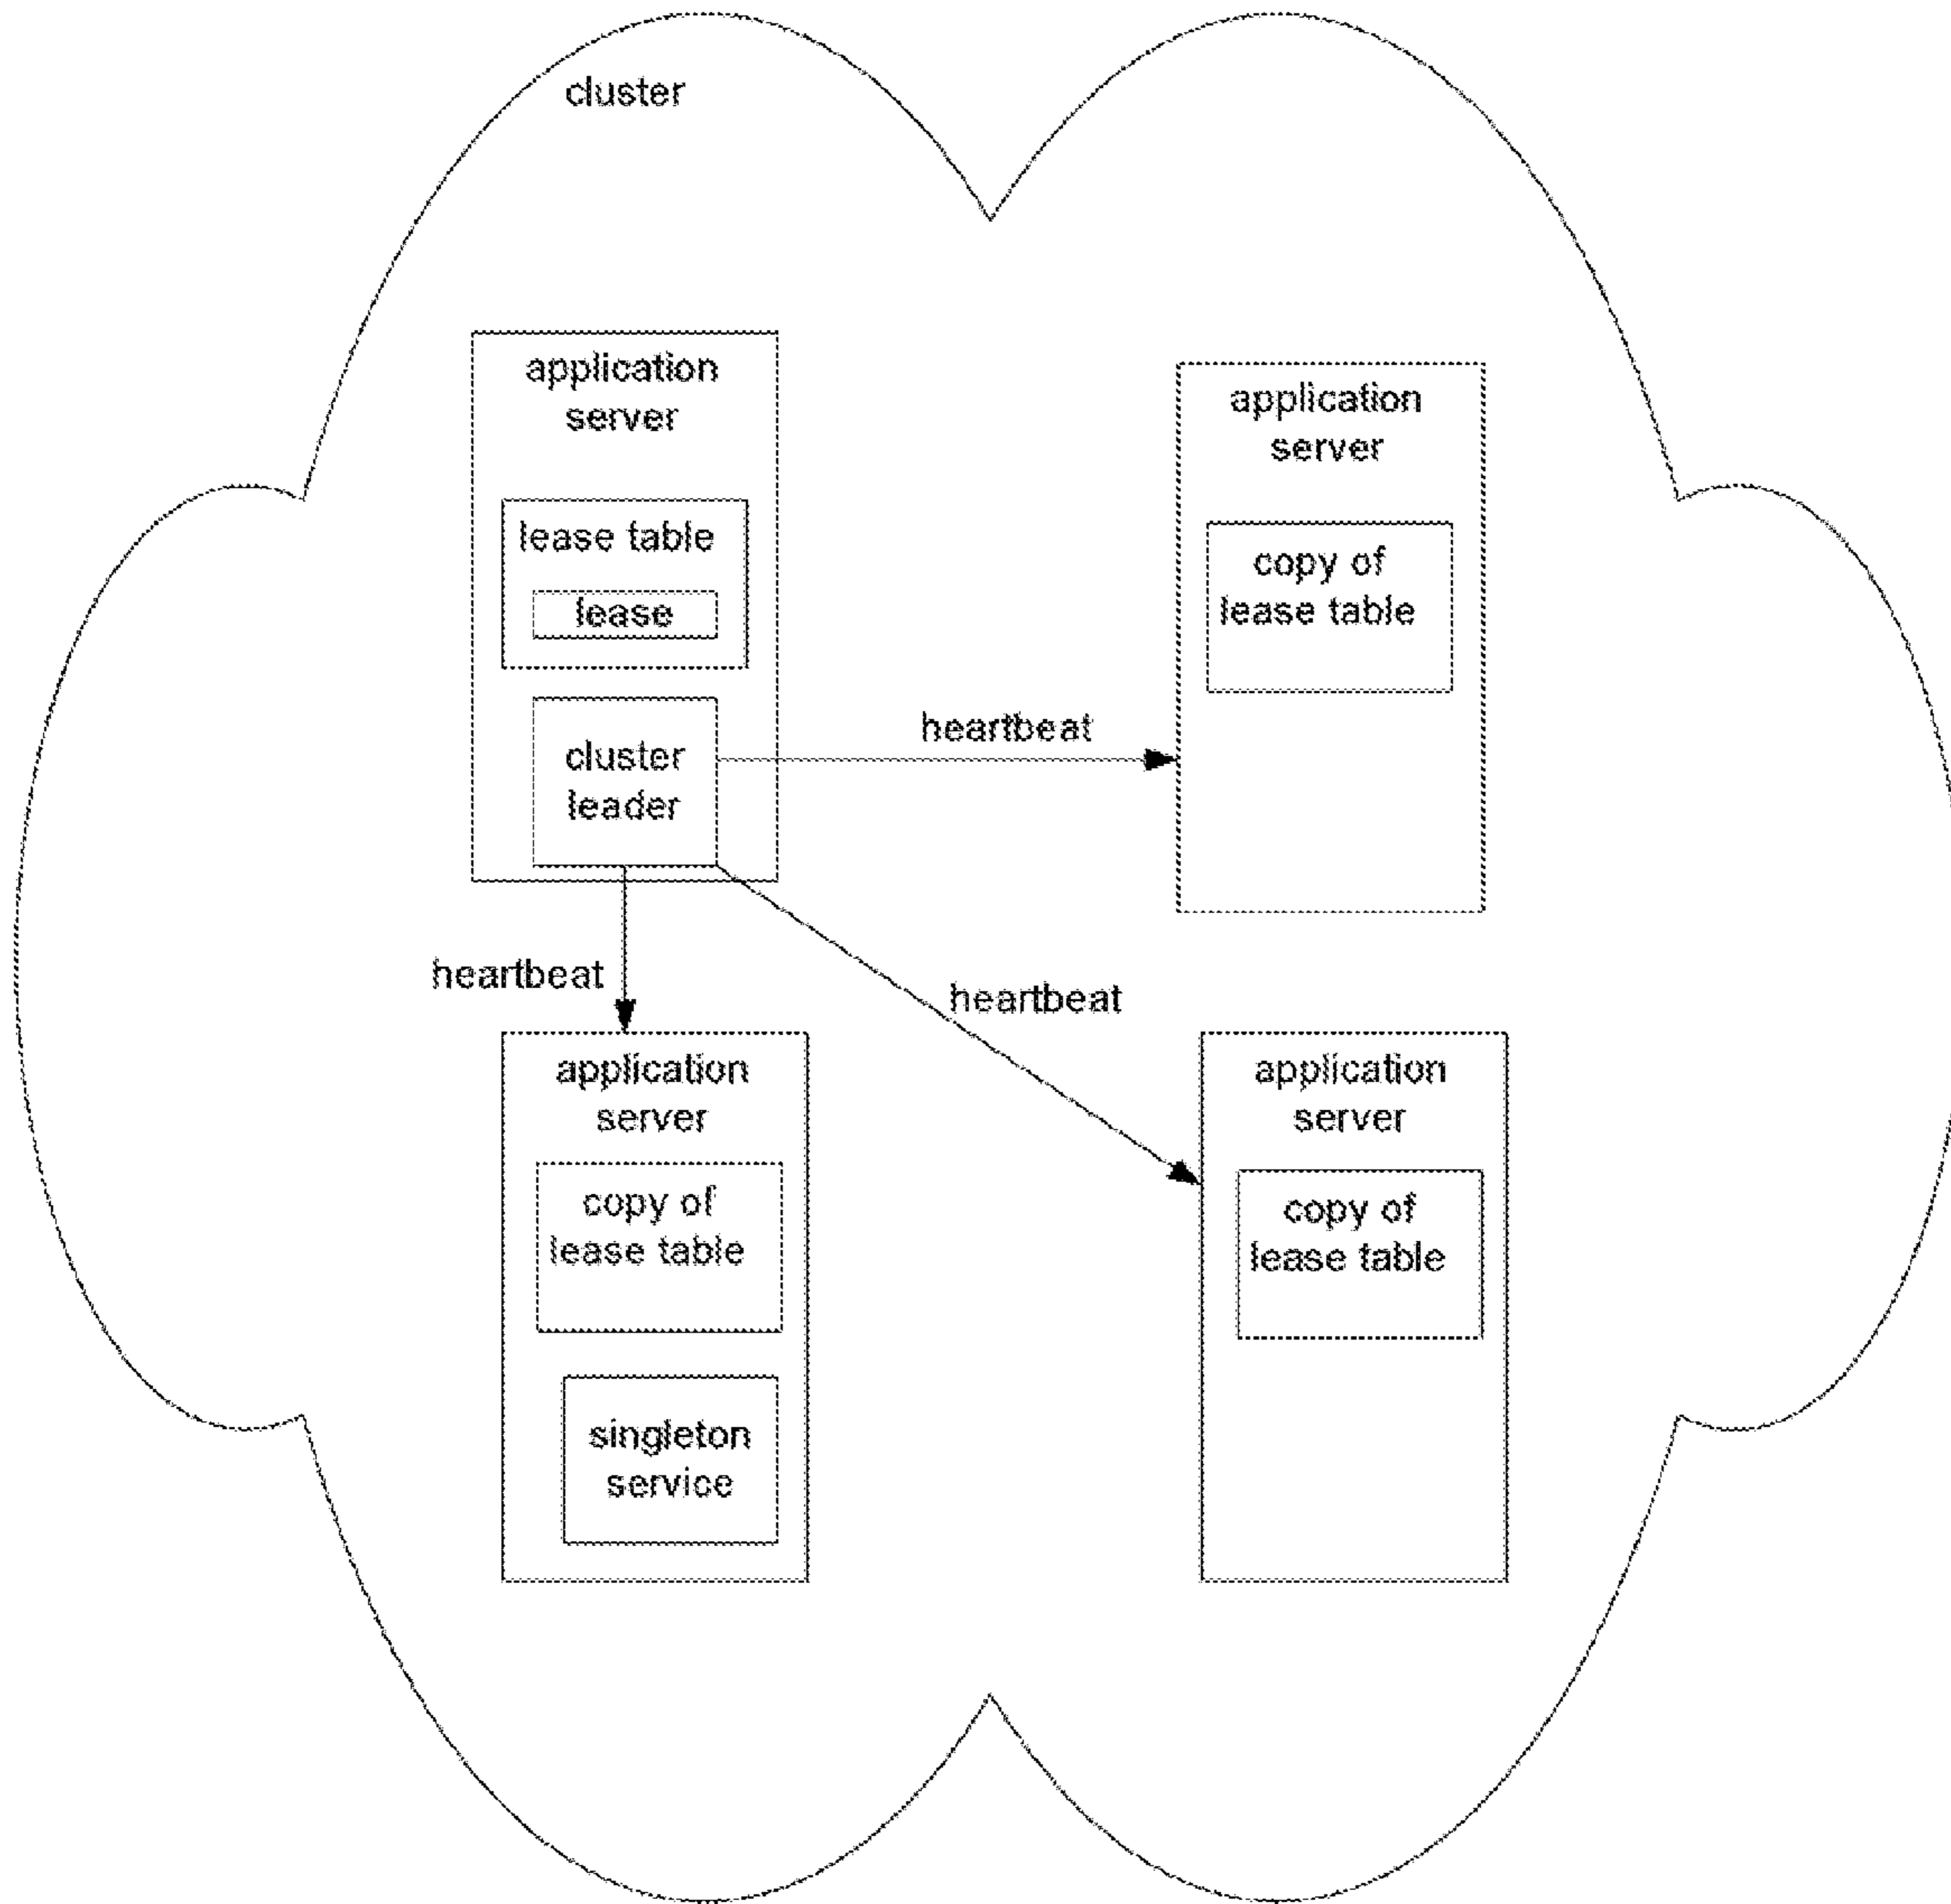 cluster
application
server
lease table
lease
cluster
leader
application
server
copy of
lease table
heartbeat
heartbeat
heartbeat
application
server
copy of
lease table
singleton
service
application
server
copy of
lease table